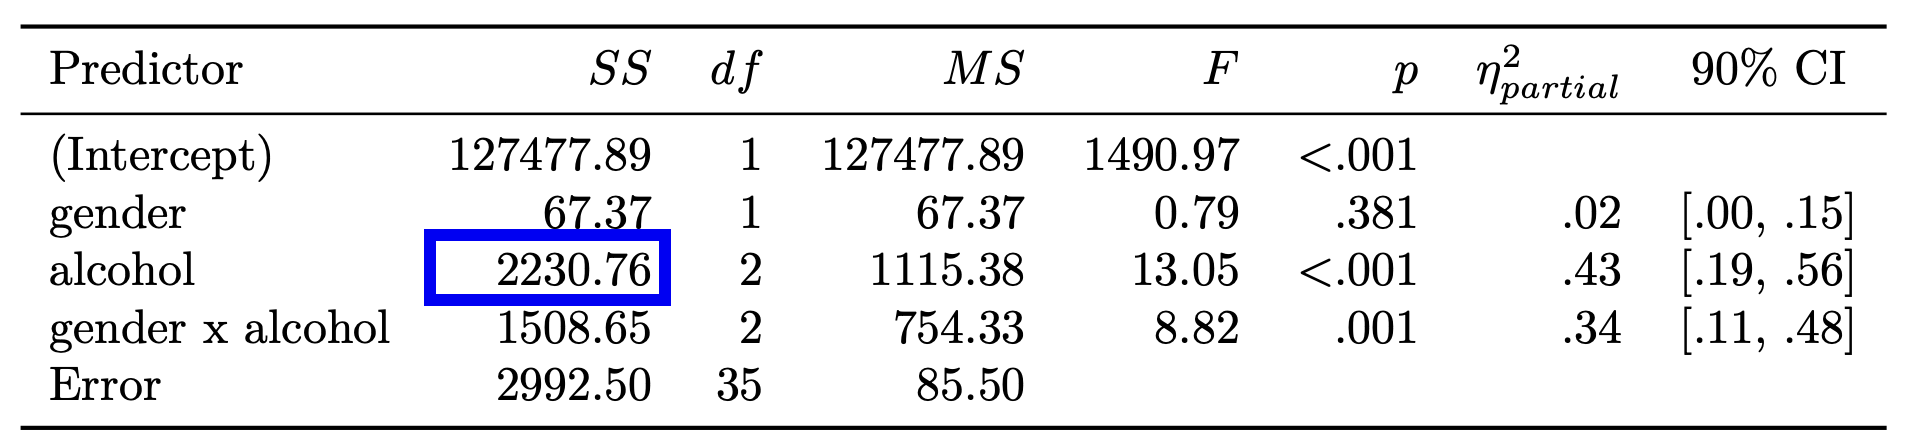 Predictor SS df MS F p η²partial 90% CI
(Intercept) 127477.89 1 127477.89 1490.97 <.001
gender 67.37 1 67.37 0.79 .381 .02 [.00, .15]
alcohol 2230.76 2 1115.38 13.05 <.001 .43 [.19, .56]
gender x alcohol 1508.65 2 754.33 8.82 .001 .34 [.11, .48]
Error 2992.50 35 85.50